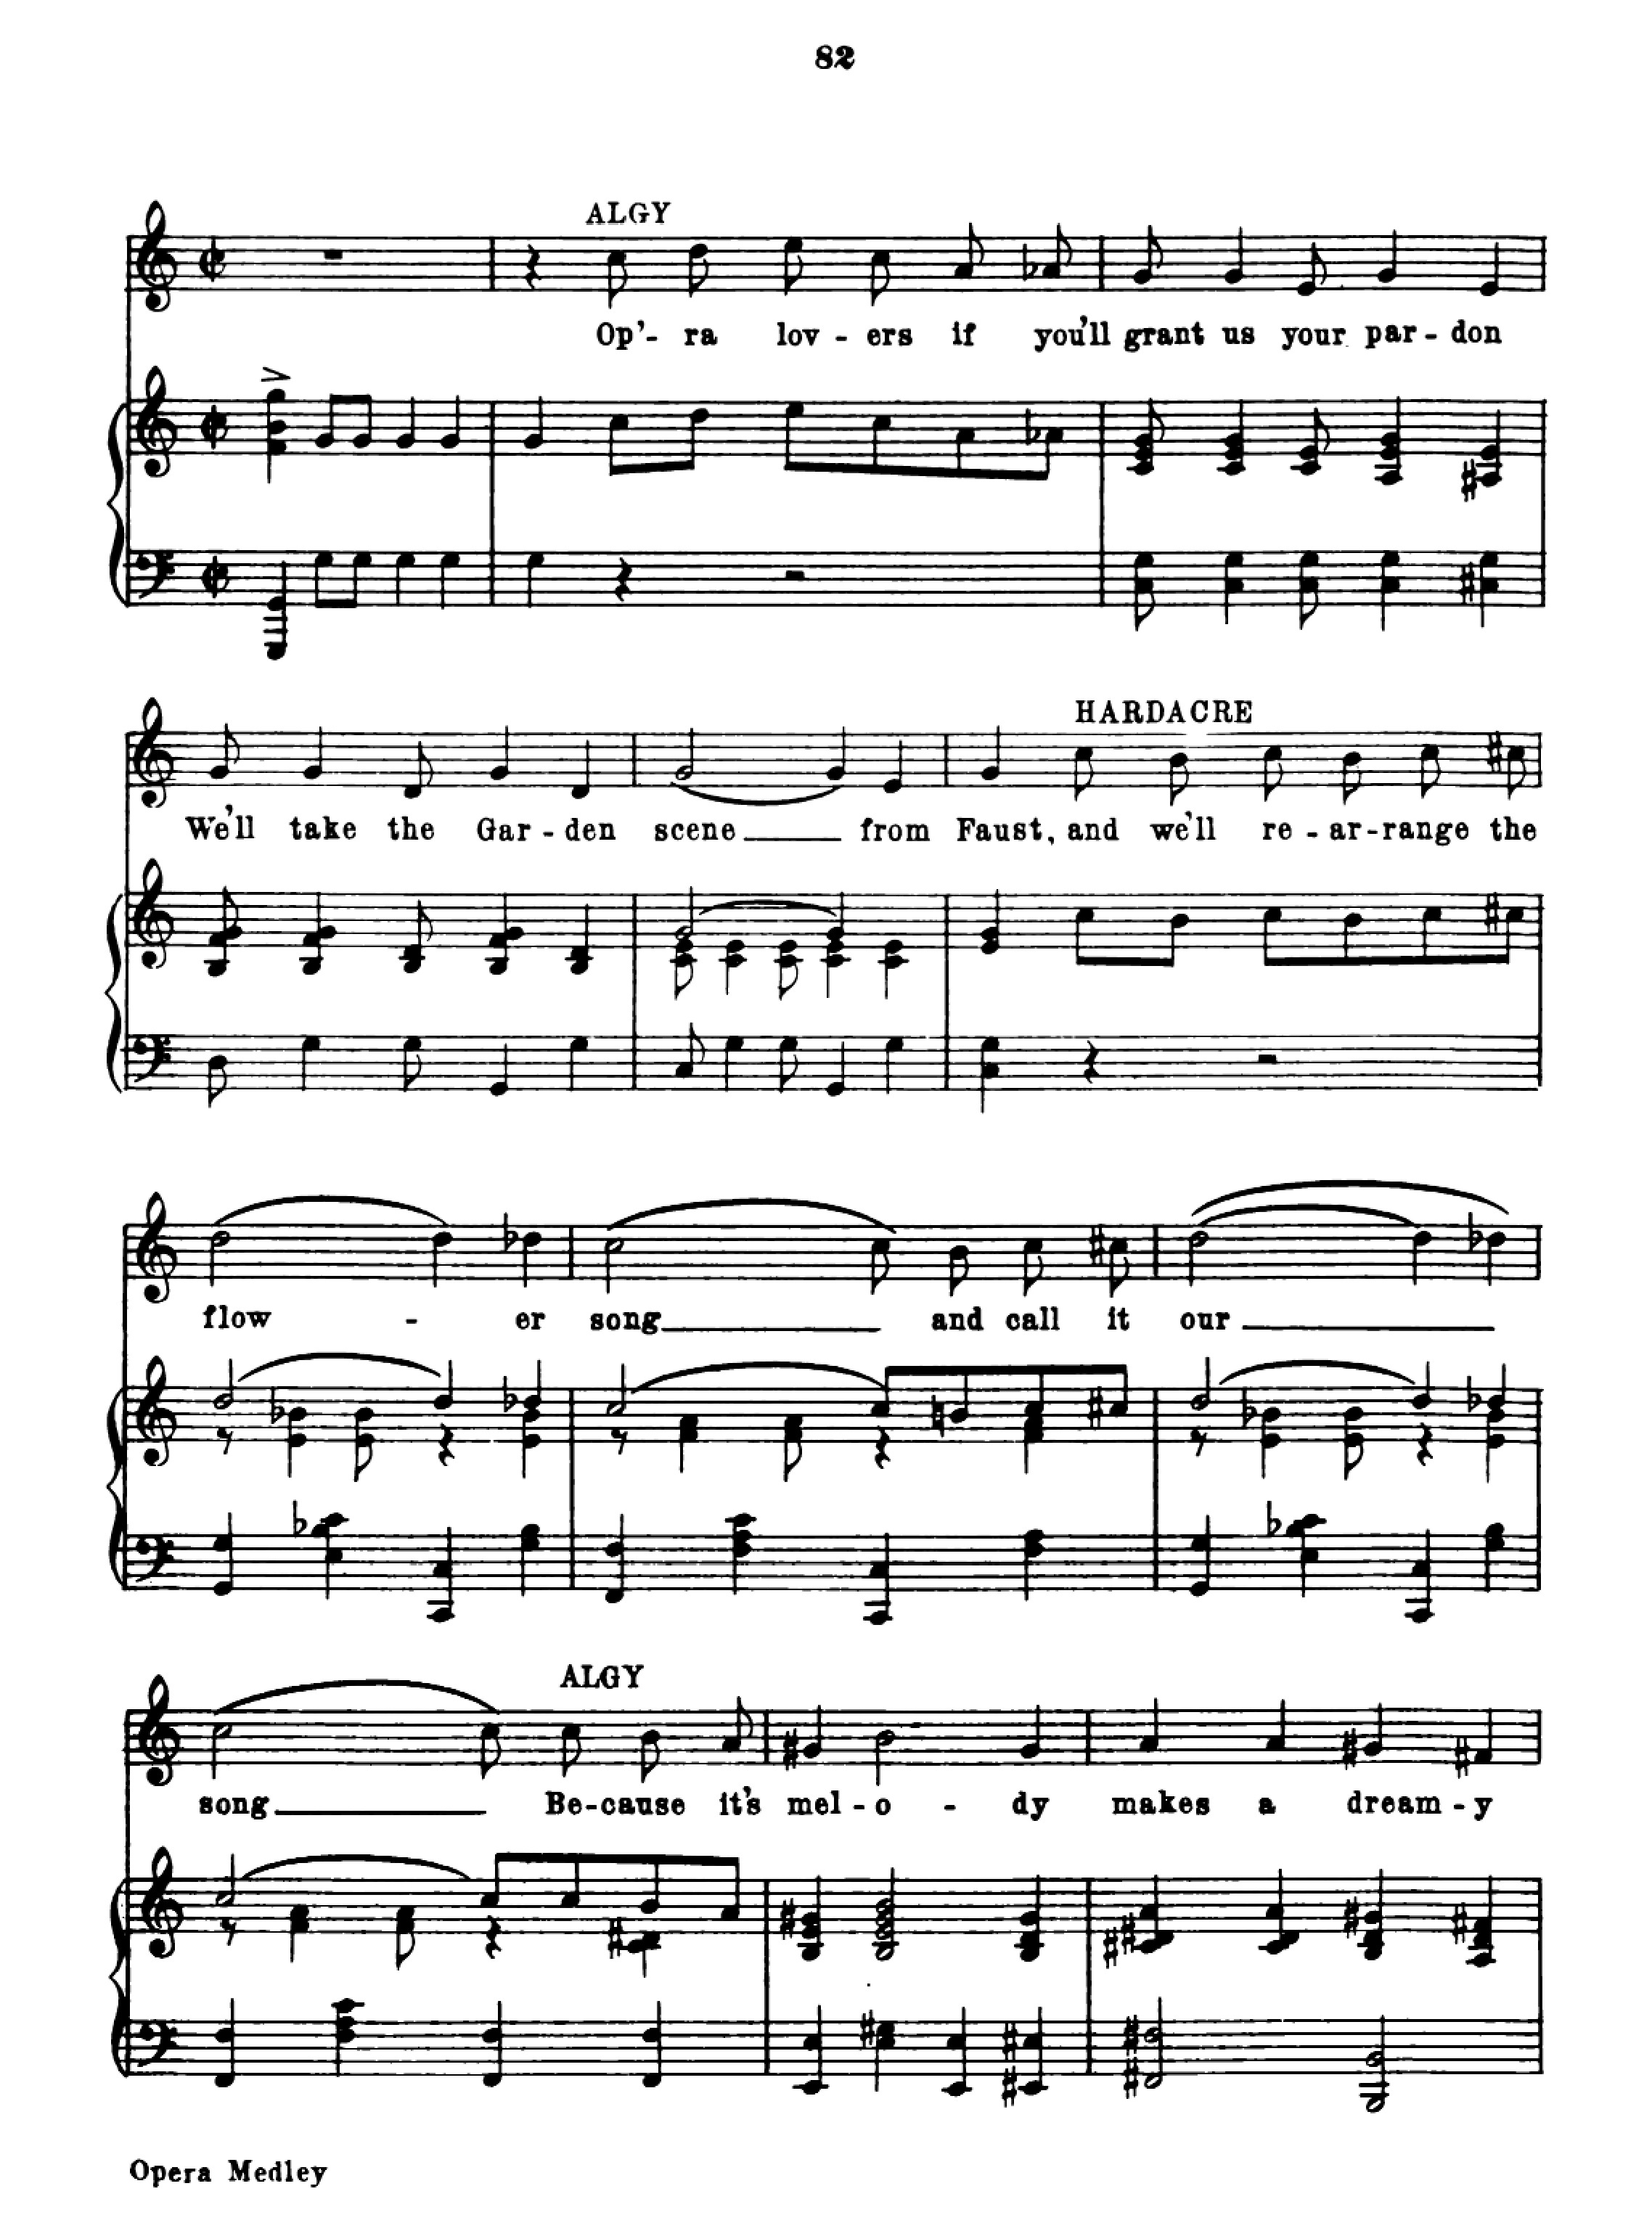 82
ALGY
Op'- ra lov - ers if you'll grant us your par - don
HARDACRE
We'll take the Gar - den scene from Faust, and we'll re - ar - range the
flow - er song and call it our
ALGY
song Be - cause it's mel - o - dy makes a dream - y
Opera Medley